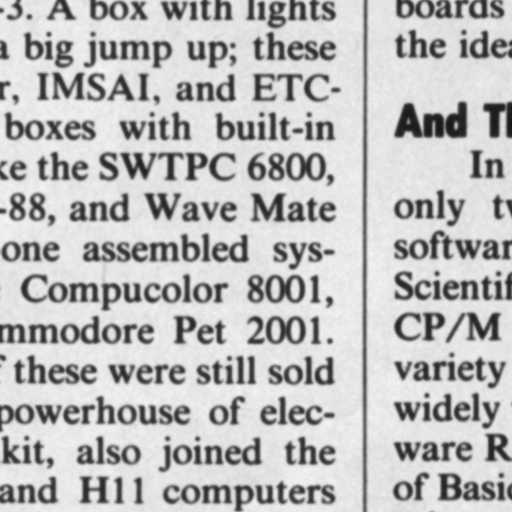 -3. A box with lights
a big jump up; these
r, IMSAI, and ETC-
boxes with built-in
ke the SWTPC 6800,
-88, and Wave Mate
one assembled sys-
Compucolor 8001,
mmodore Pet 2001.
f these were still sold
powerhouse of elec-
kit, also joined the
and H11 computers
boards
the idea
And Th
In
only tw
softwar
Scientif
CP/M
variety
widely
ware R
of Basic